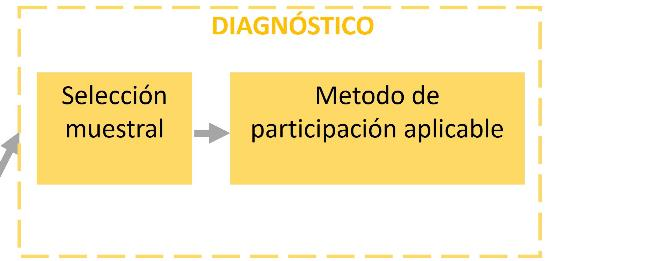 DIAGNÓSTICO
Selección
muestral
Metodo de
participación aplicable